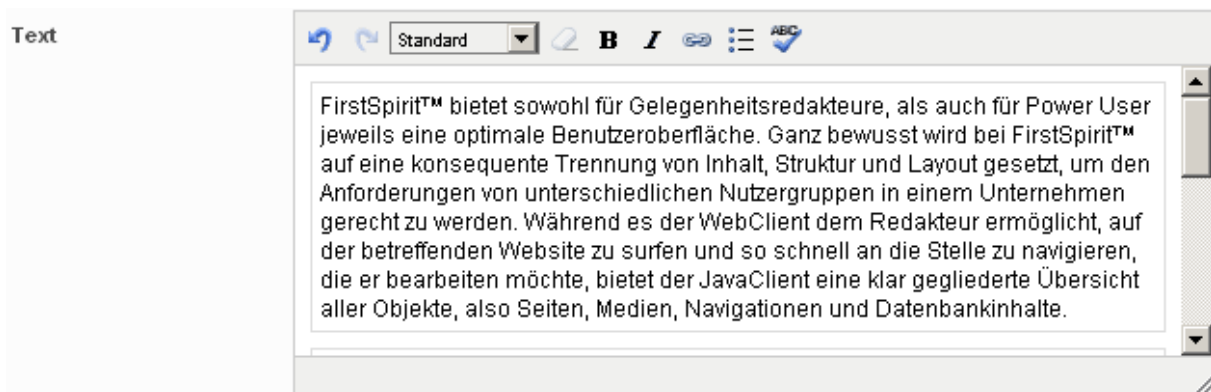 Text
Standard B I ABC
FirstSpirit™ bietet sowohl für Gelegenheitsredakteure, als auch für Power User
jeweils eine optimale Benutzeroberfläche. Ganz bewusst wird bei FirstSpirit™
auf eine konsequente Trennung von Inhalt, Struktur und Layout gesetzt, um den
Anforderungen von unterschiedlichen Nutzergruppen in einem Unternehmen
gerecht zu werden. Während es der WebClient dem Redakteur ermöglicht, auf
der betreffenden Website zu surfen und so schnell an die Stelle zu navigieren,
die er bearbeiten möchte, bietet der JavaClient eine klar gegliederte Übersicht
aller Objekte, also Seiten, Medien, Navigationen und Datenbankinhalte.